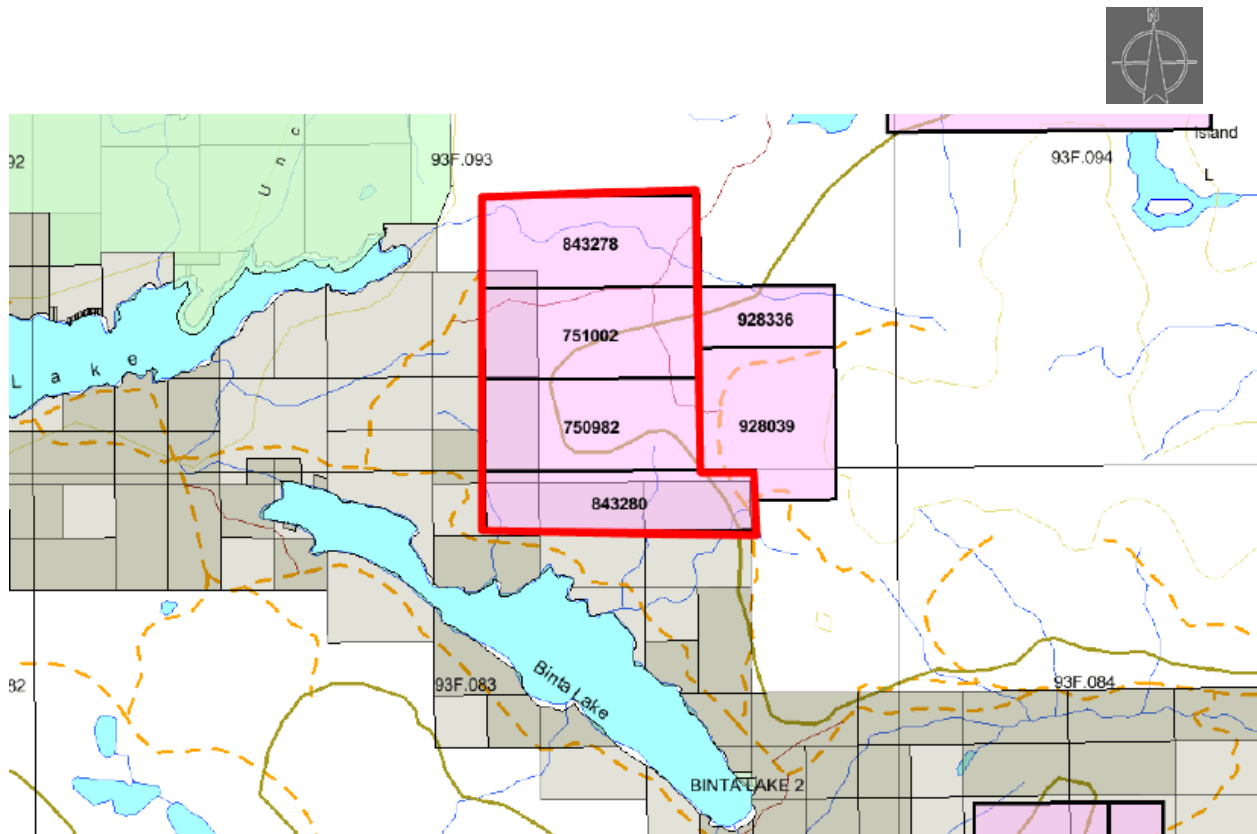 N
Island
92
93F.093
93F.094
U n c
L
843278
928336
751002
L a k e
750982
928039
843280
Binta Lake
82
93F.083
93F.084
BINTA LAKE 2